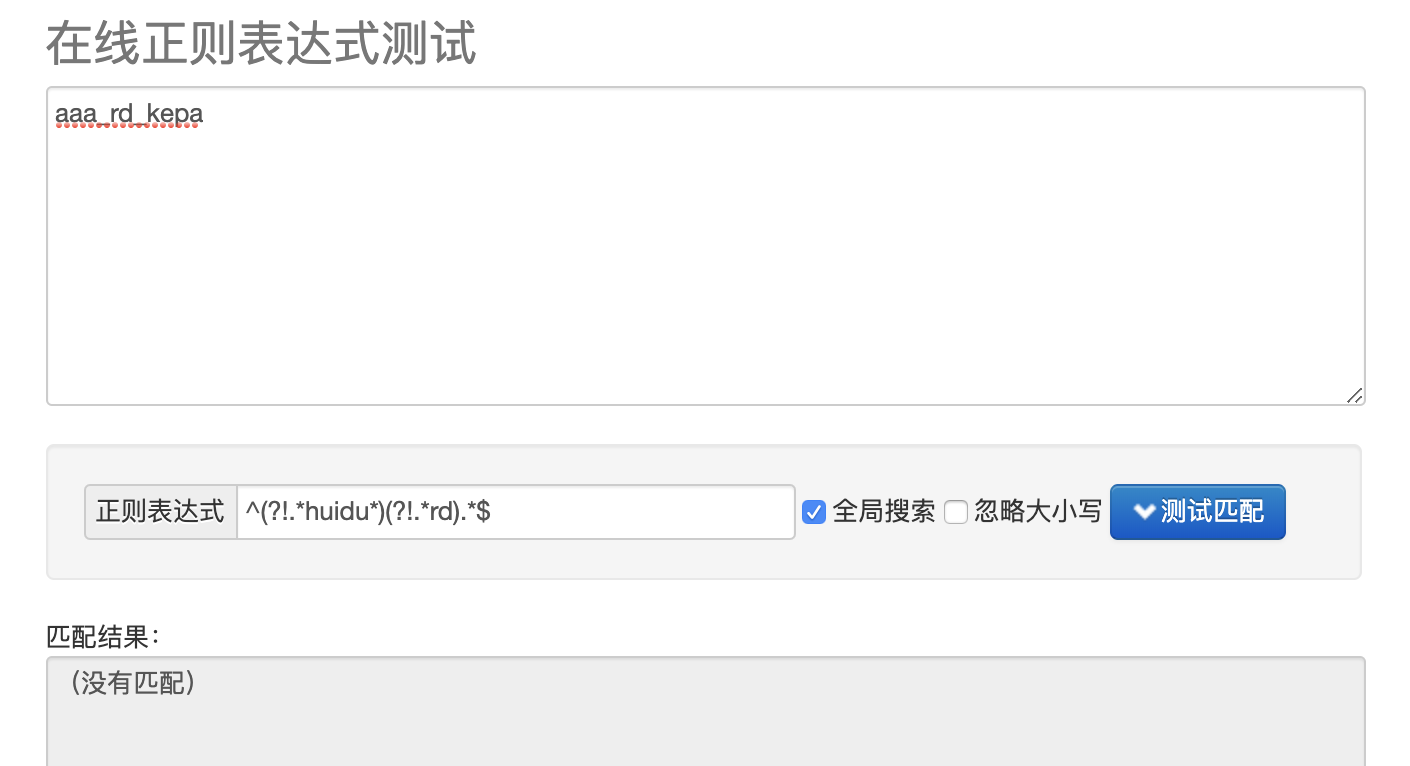 在线正则表达式测试
aaa_rd_kepa
正则表达式 ^(?!.*huidu*)(?!.*rd).*$ 全局搜索 忽略大小写 测试匹配
匹配结果：
（没有匹配）